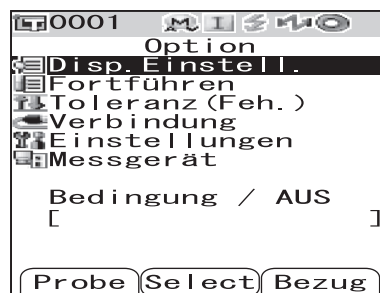 0001 M I
Option
Disp.Einstell.
Fortführen
Toleranz(Feh.)
Verbindung
Einstellungen
Messgerät
Bedingung / AUS
[ ]
Probe Select Bezug